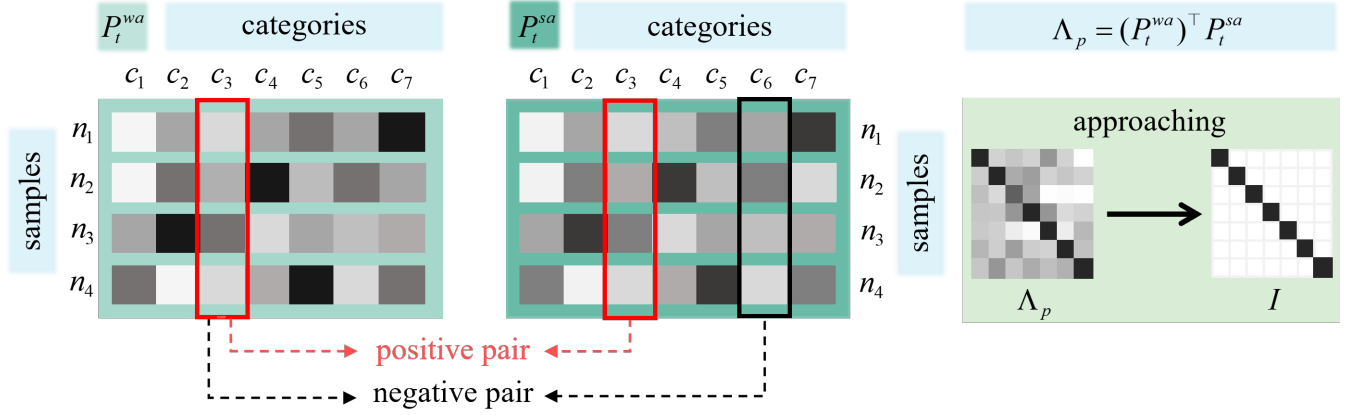 P_t^{wa} categories P_t^{sa} categories Λ_p = (P_t^{wa})^⊤ P_t^{sa}
c_1 c_2 c_3 c_4 c_5 c_6 c_7 c_1 c_2 c_3 c_4 c_5 c_6 c_7
samples
n_1
n_2
n_3
n_4
n_1
n_2
n_3
n_4
samples
approaching
Λ_p I
positive pair
negative pair